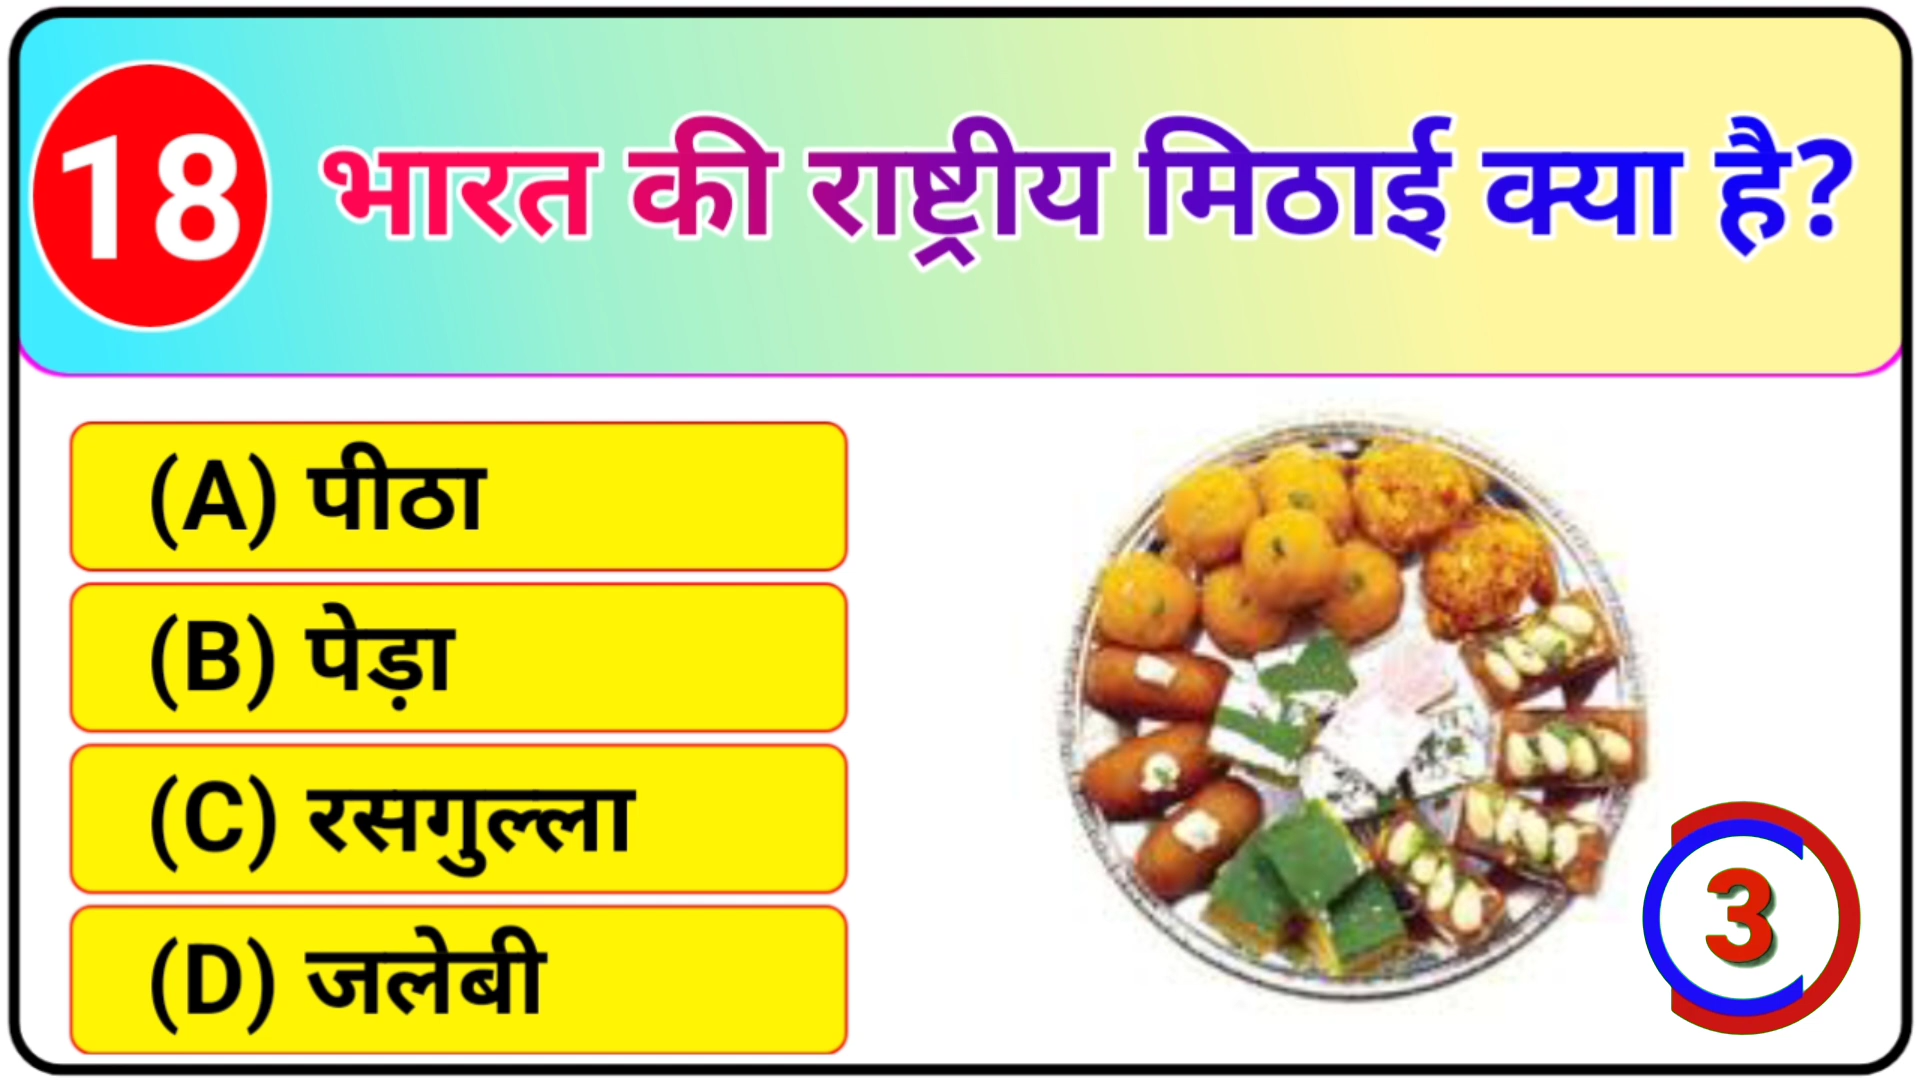 18 भारत की राष्ट्रीय मिठाई क्या है?
(A) पीठा
(B) पेड़ा
(C) रसगुल्ला
(D) जलेबी
3